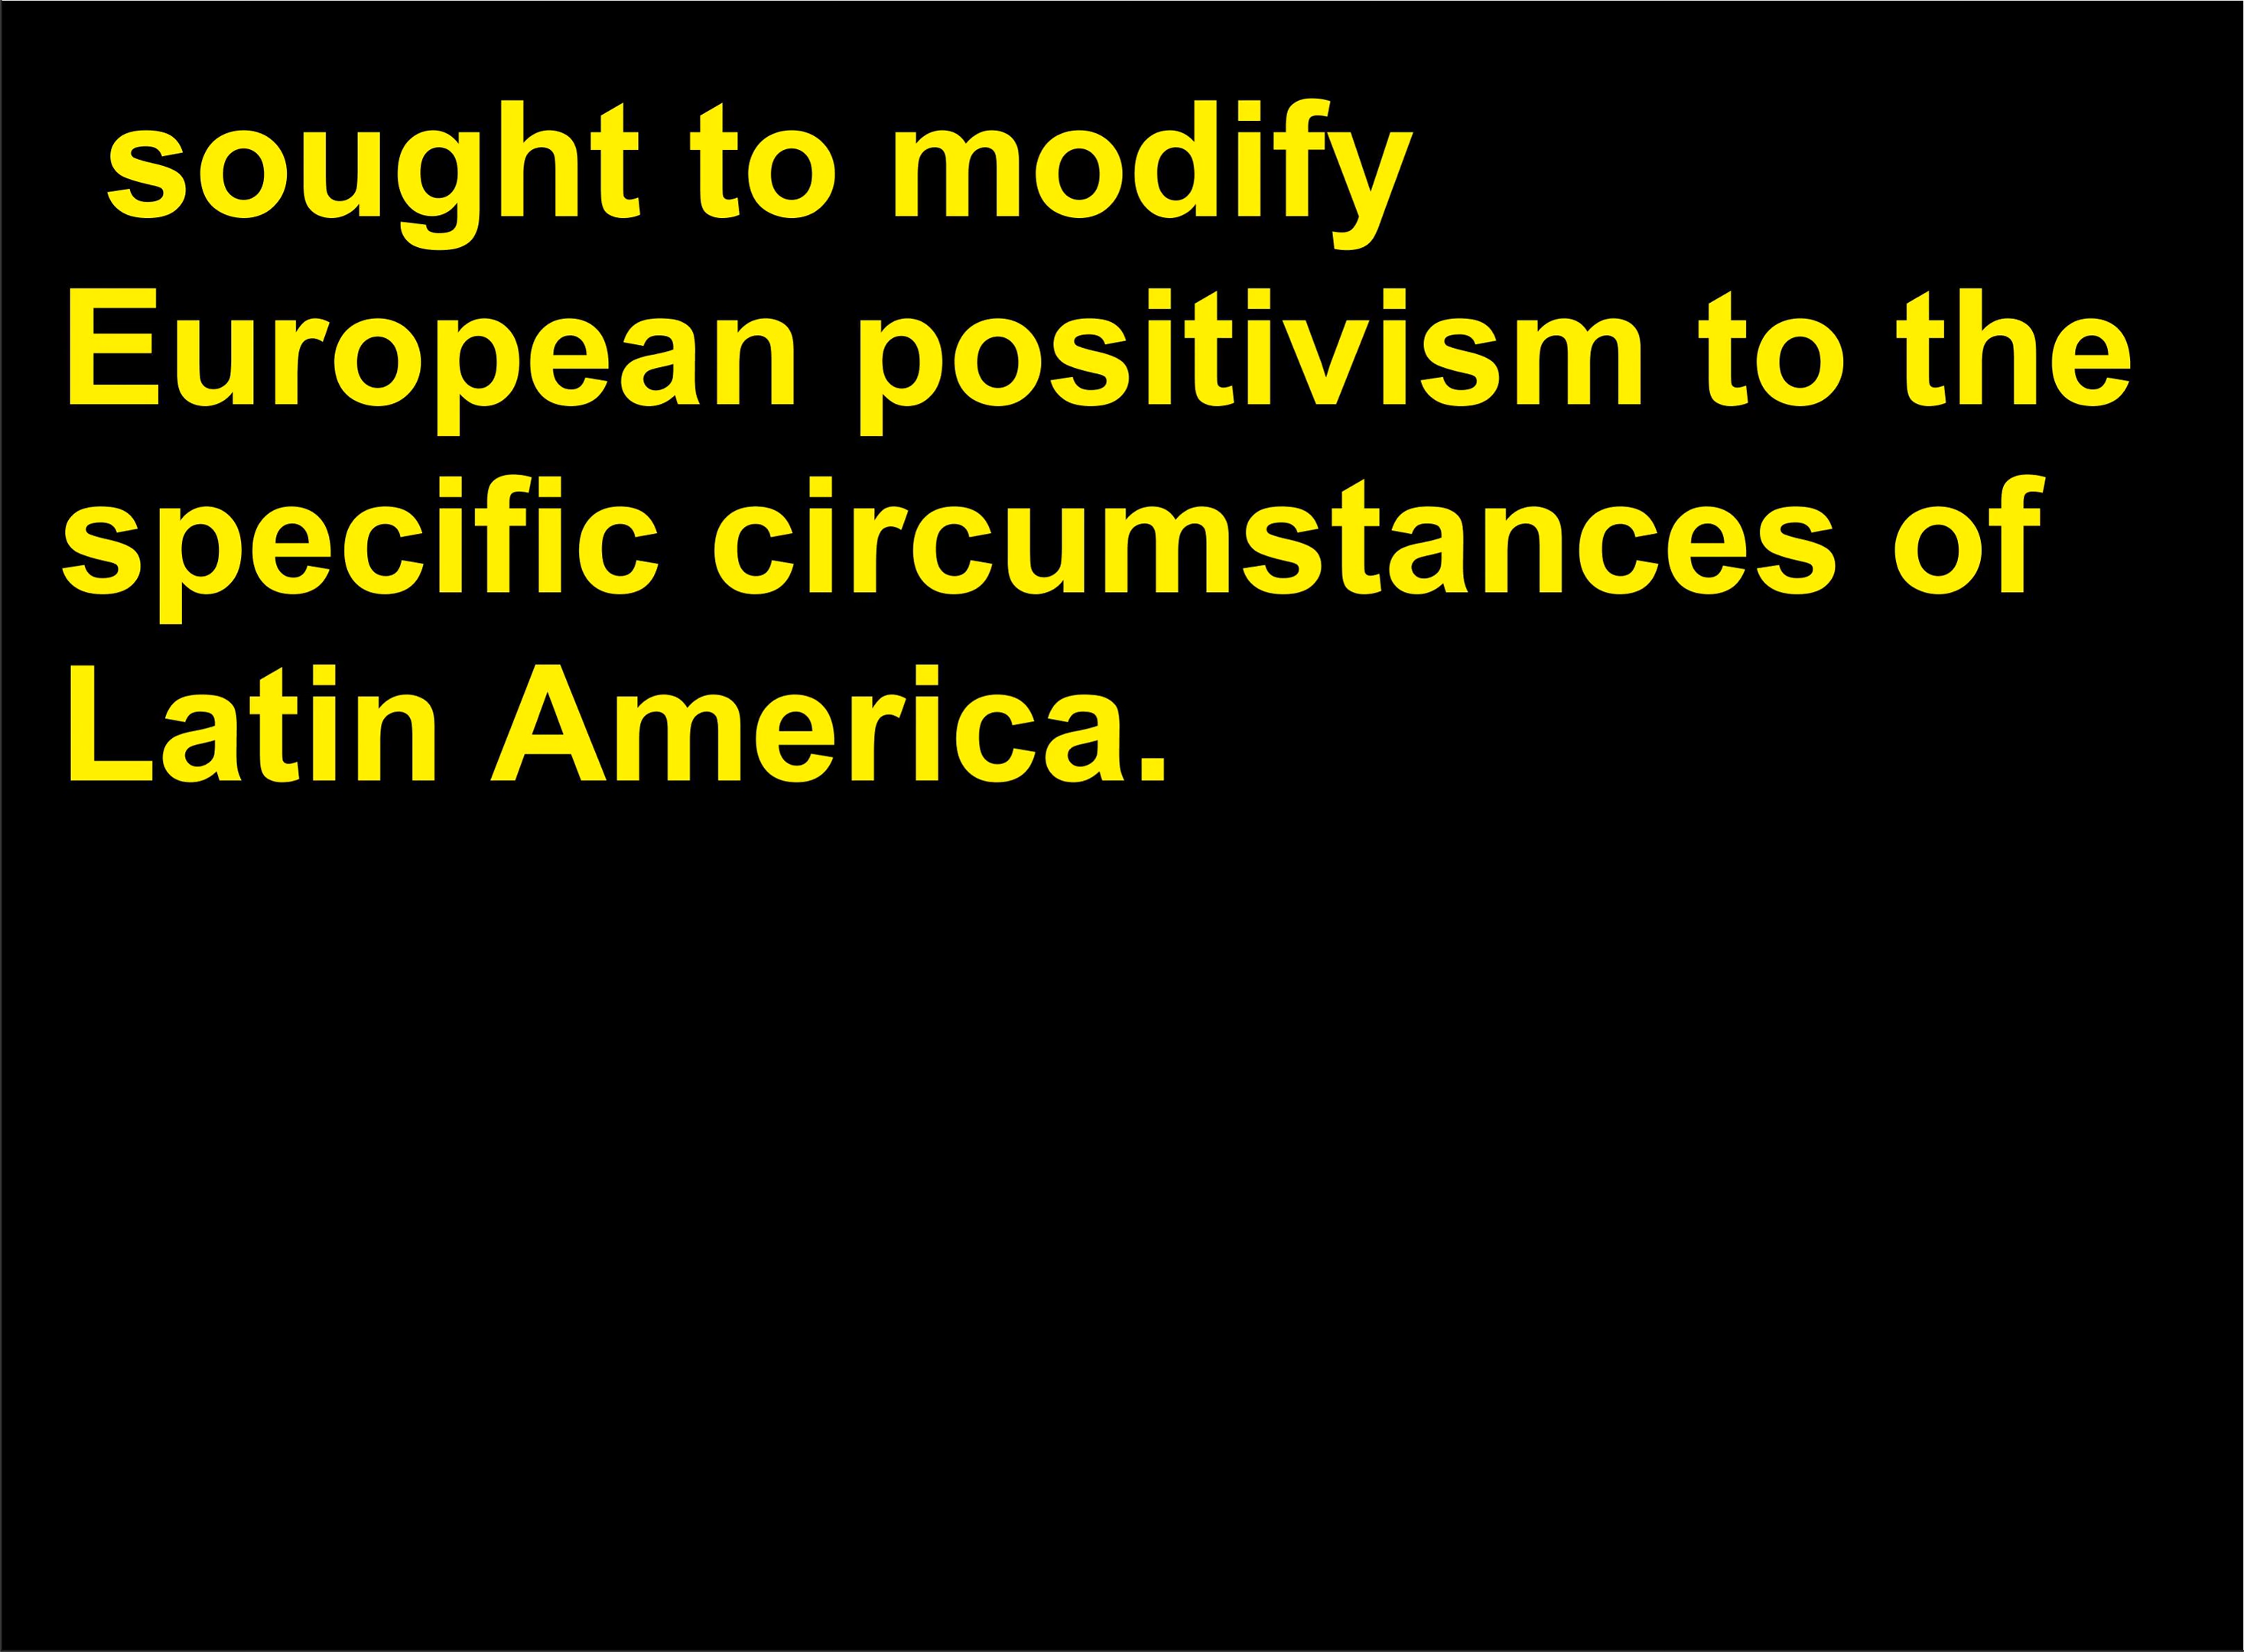 sought to modify
European positivism to the
specific circumstances of
Latin America.